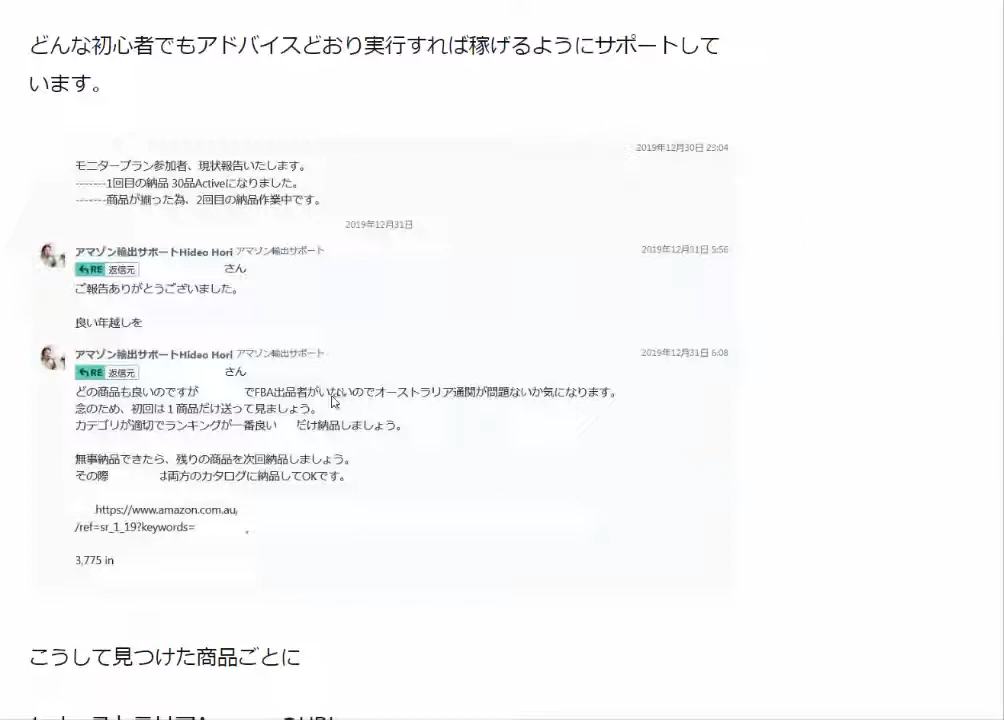 どんな初心者でもアドバイスどおり実行すれば稼げるようにサポートして
います。
2019年12月30日 23:04
モニタープラン参加者、現状報告いたします。
-------1回目の納品 30品Activeになりました。
-------商品が揃った為、2回目の納品作業中です。
2019年12月31日
アマゾン輸出サポートHideo Hori アマゾン輸出サポート 2019年12月31日 5:56
RE 返信元 さん
ご報告ありがとうございました。
良い年越しを
アマゾン輸出サポートHideo Hori アマゾン輸出サポート 2019年12月31日 6:08
RE 返信元 さん
どの商品も良いのですが でFBA出品者がいないのでオーストラリア通関が問題ないか気になります。
念のため、初回は１商品だけ送って見ましょう。
カテゴリが適切でランキングが一番良い だけ納品しましょう。
無事納品できたら、残りの商品を次回納品しましょう。
その際 は両方のカタログに納品してOKです。
https://www.amazon.com.au,
/ref=sr_1_19?keywords=
3,775 in
こうして見つけた商品ごとに